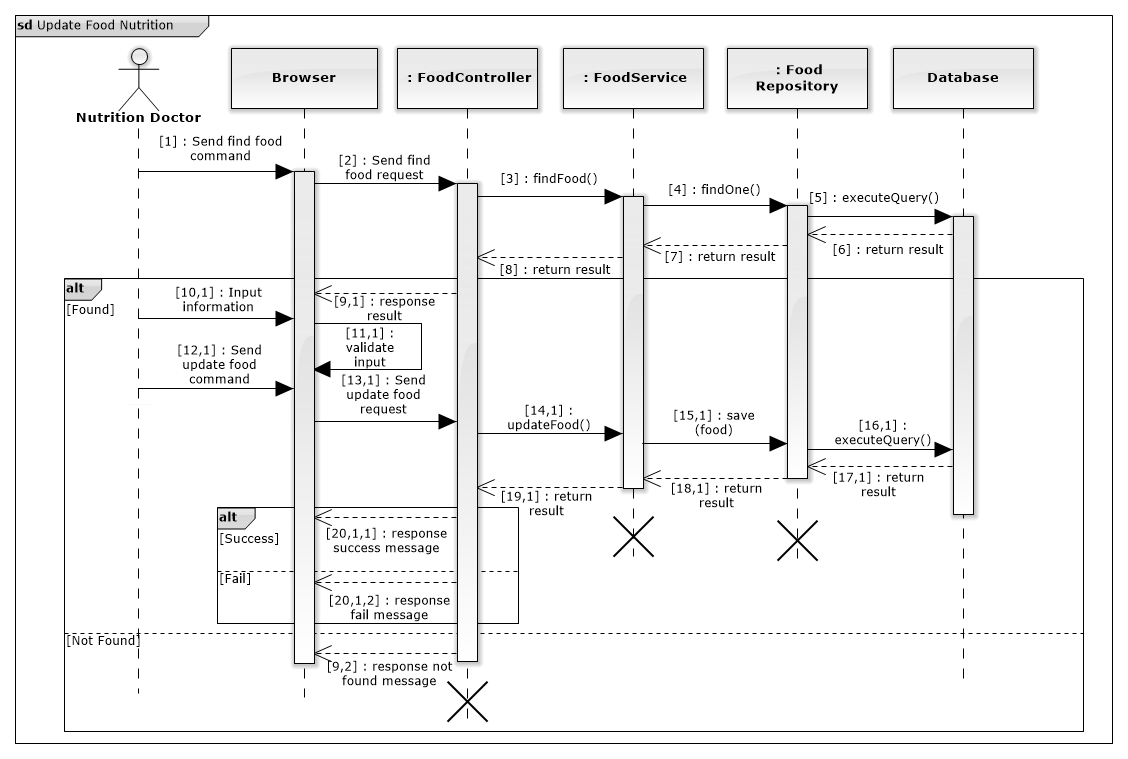 sd Update Food Nutrition
Nutrition Doctor
Browser
: FoodController
: FoodService
: Food
Repository
Database
[1] : Send find food
command
[2] : Send find
food request
[3] : findFood()
[4] : findOne()
[5] : executeQuery()
[6] : return result
[7] : return result
[8] : return result
alt
[Found]
[9,1] : response
result
[10,1] : Input
information
[11,1] :
validate
input
[12,1] : Send
update food
command
[13,1] : Send
update food
request
[14,1] :
updateFood()
[15,1] : save
(food)
[16,1] :
executeQuery()
[17,1] : return
result
[18,1] : return
result
[19,1] : return
result
alt
[Success]
[20,1,1] : response
success message
[Fail]
[20,1,2] : response
fail message
[Not Found]
[9,2] : response not
found message